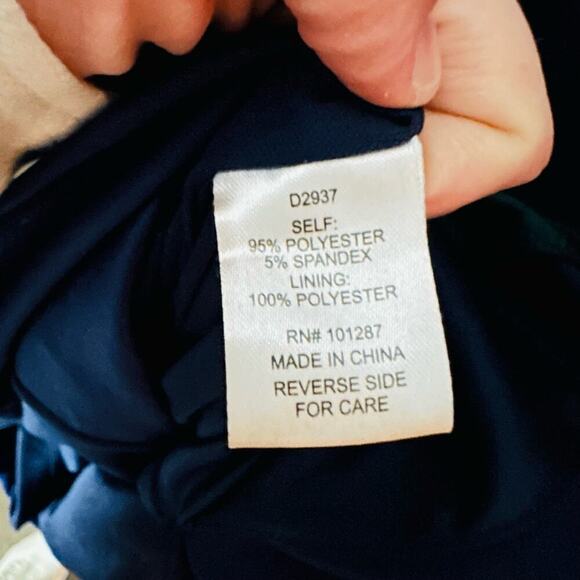 D2937
SELF:
95% POLYESTER
5% SPANDEX
LINING:
100% POLYESTER
RN# 101287
MADE IN CHINA
REVERSE SIDE
FOR CARE